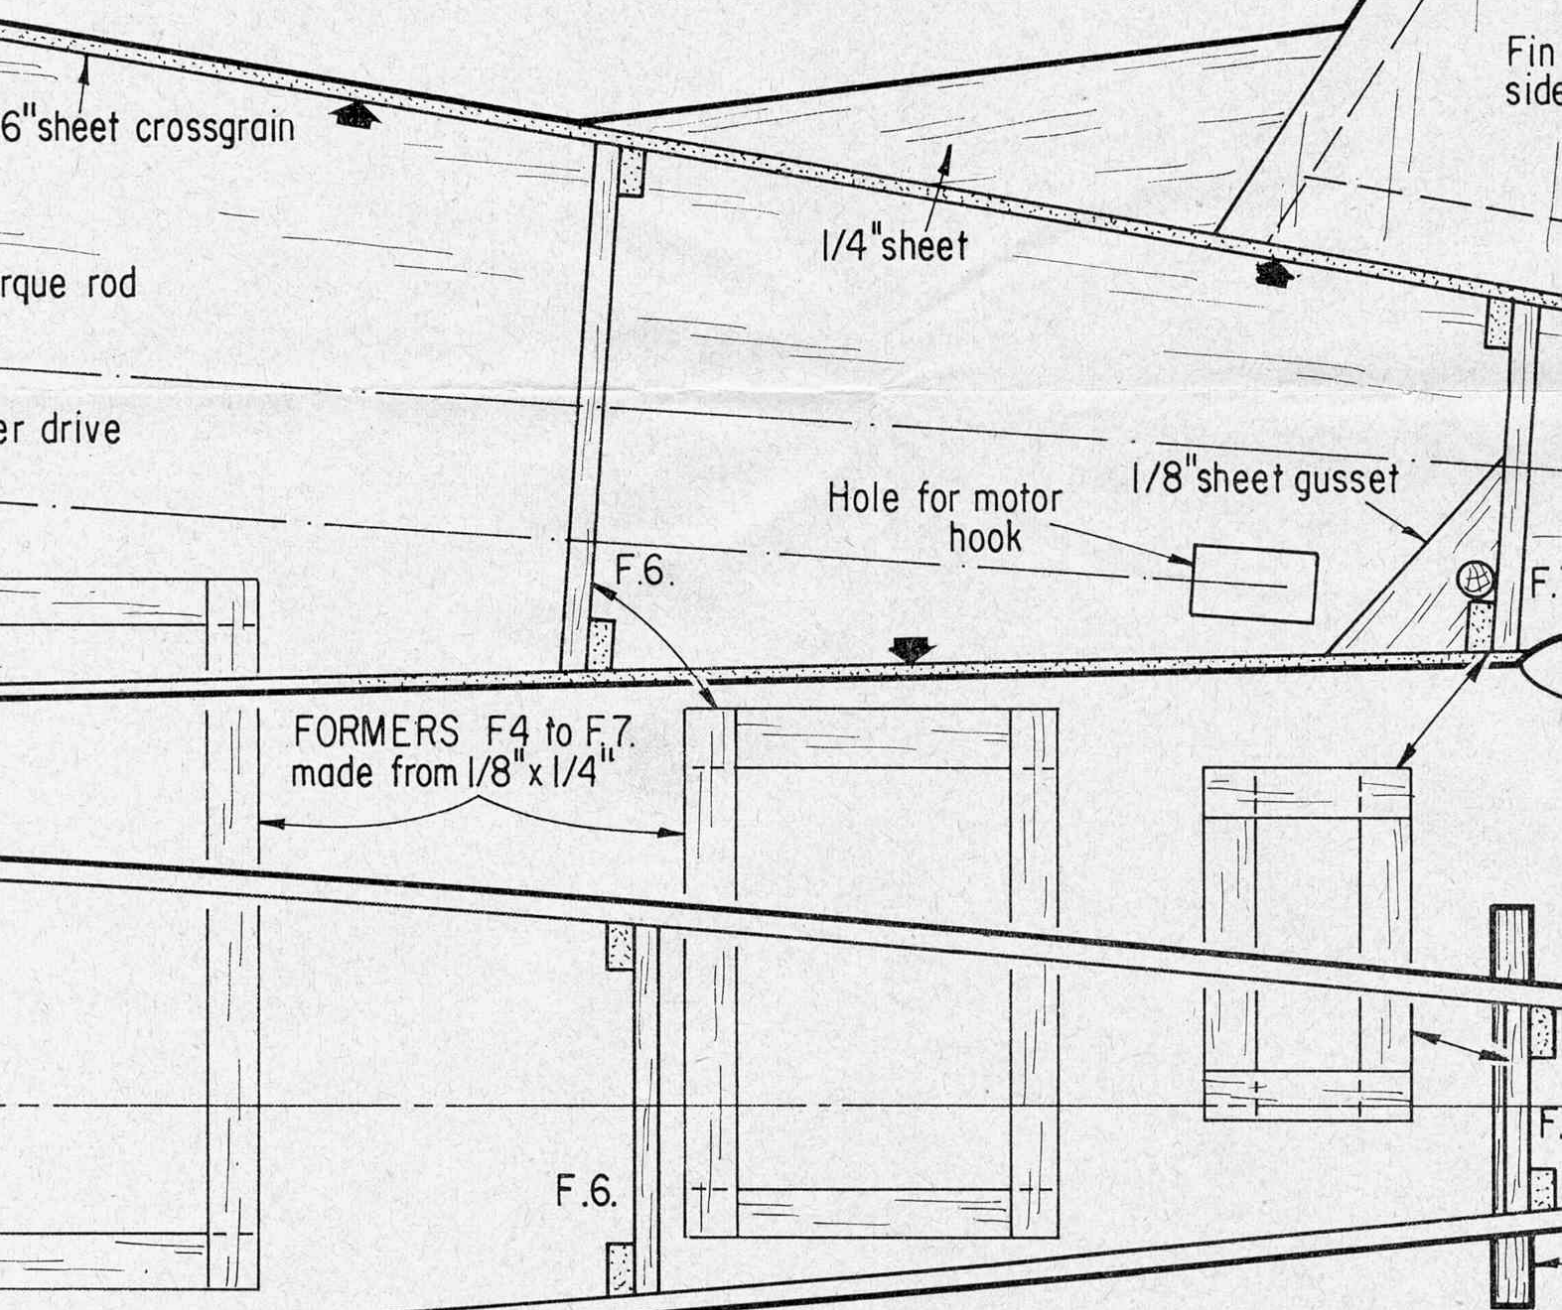 Fin
side
6"sheet crossgrain
1/4"sheet
rque rod
er drive
1/8"sheet gusset
Hole for motor
hook
F.6.
F.
FORMERS F4 to F.7.
made from 1/8"x 1/4"
F.
F.6.